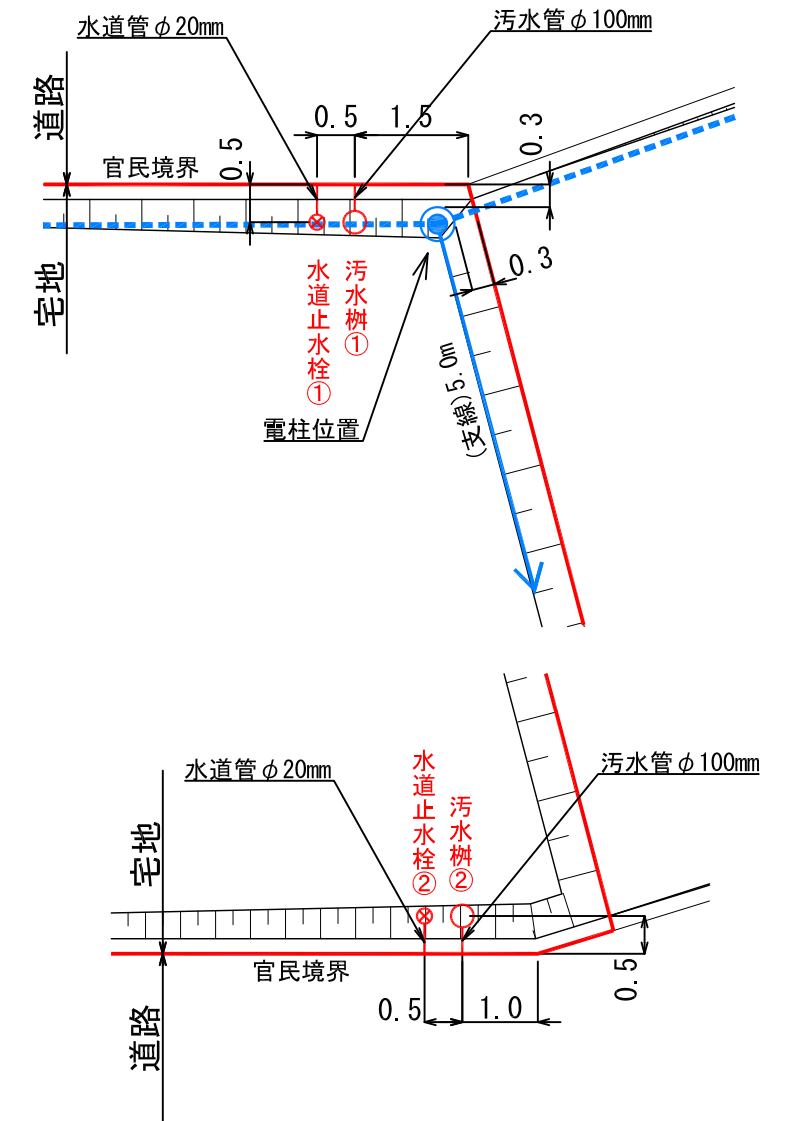 水道管φ20mm
汚水管φ100mm
道路
0.5
1.5
0.3
0.5
官民境界
宅地
水道止水栓①
汚水桝①
0.3
(支線)5.0m
電柱位置
水道管φ20mm
水道止水栓②
汚水桝②
汚水管φ100mm
宅地
官民境界
0.5
1.0
0.5
道路